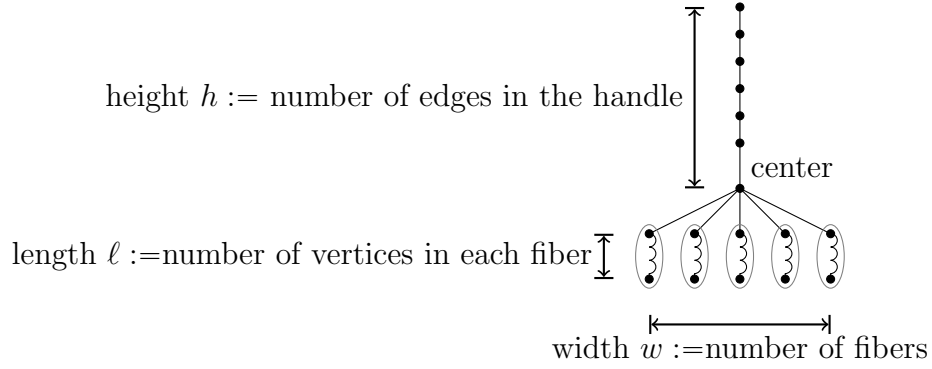 height h := number of edges in the handle
center
length ℓ :=number of vertices in each fiber
width w :=number of fibers